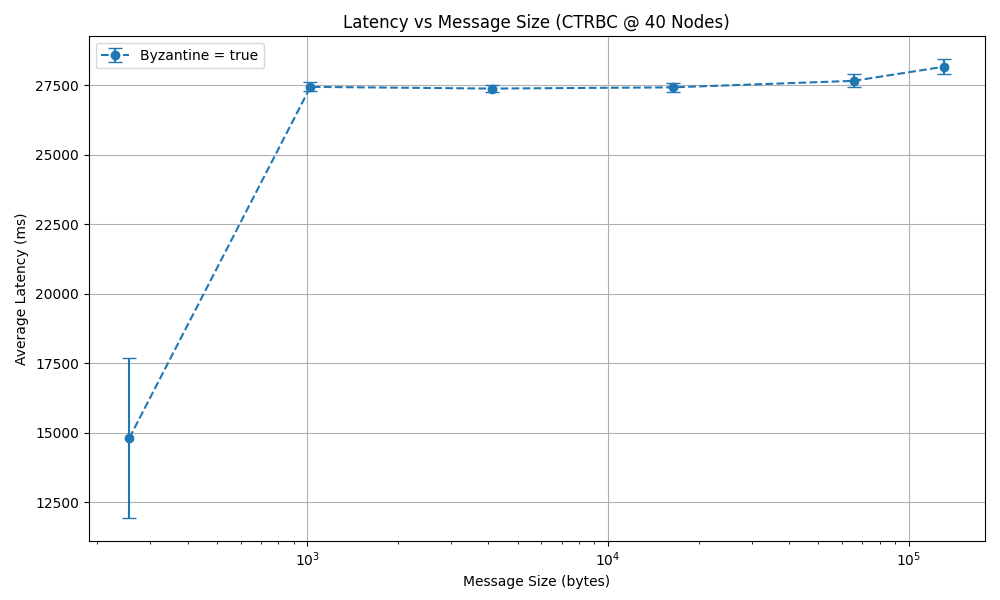 Latency vs Message Size (CTRBC @ 40 Nodes)
Byzantine = true
Average Latency (ms)
27500
25000
22500
20000
17500
15000
12500
10³
10⁴
10⁵
Message Size (bytes)